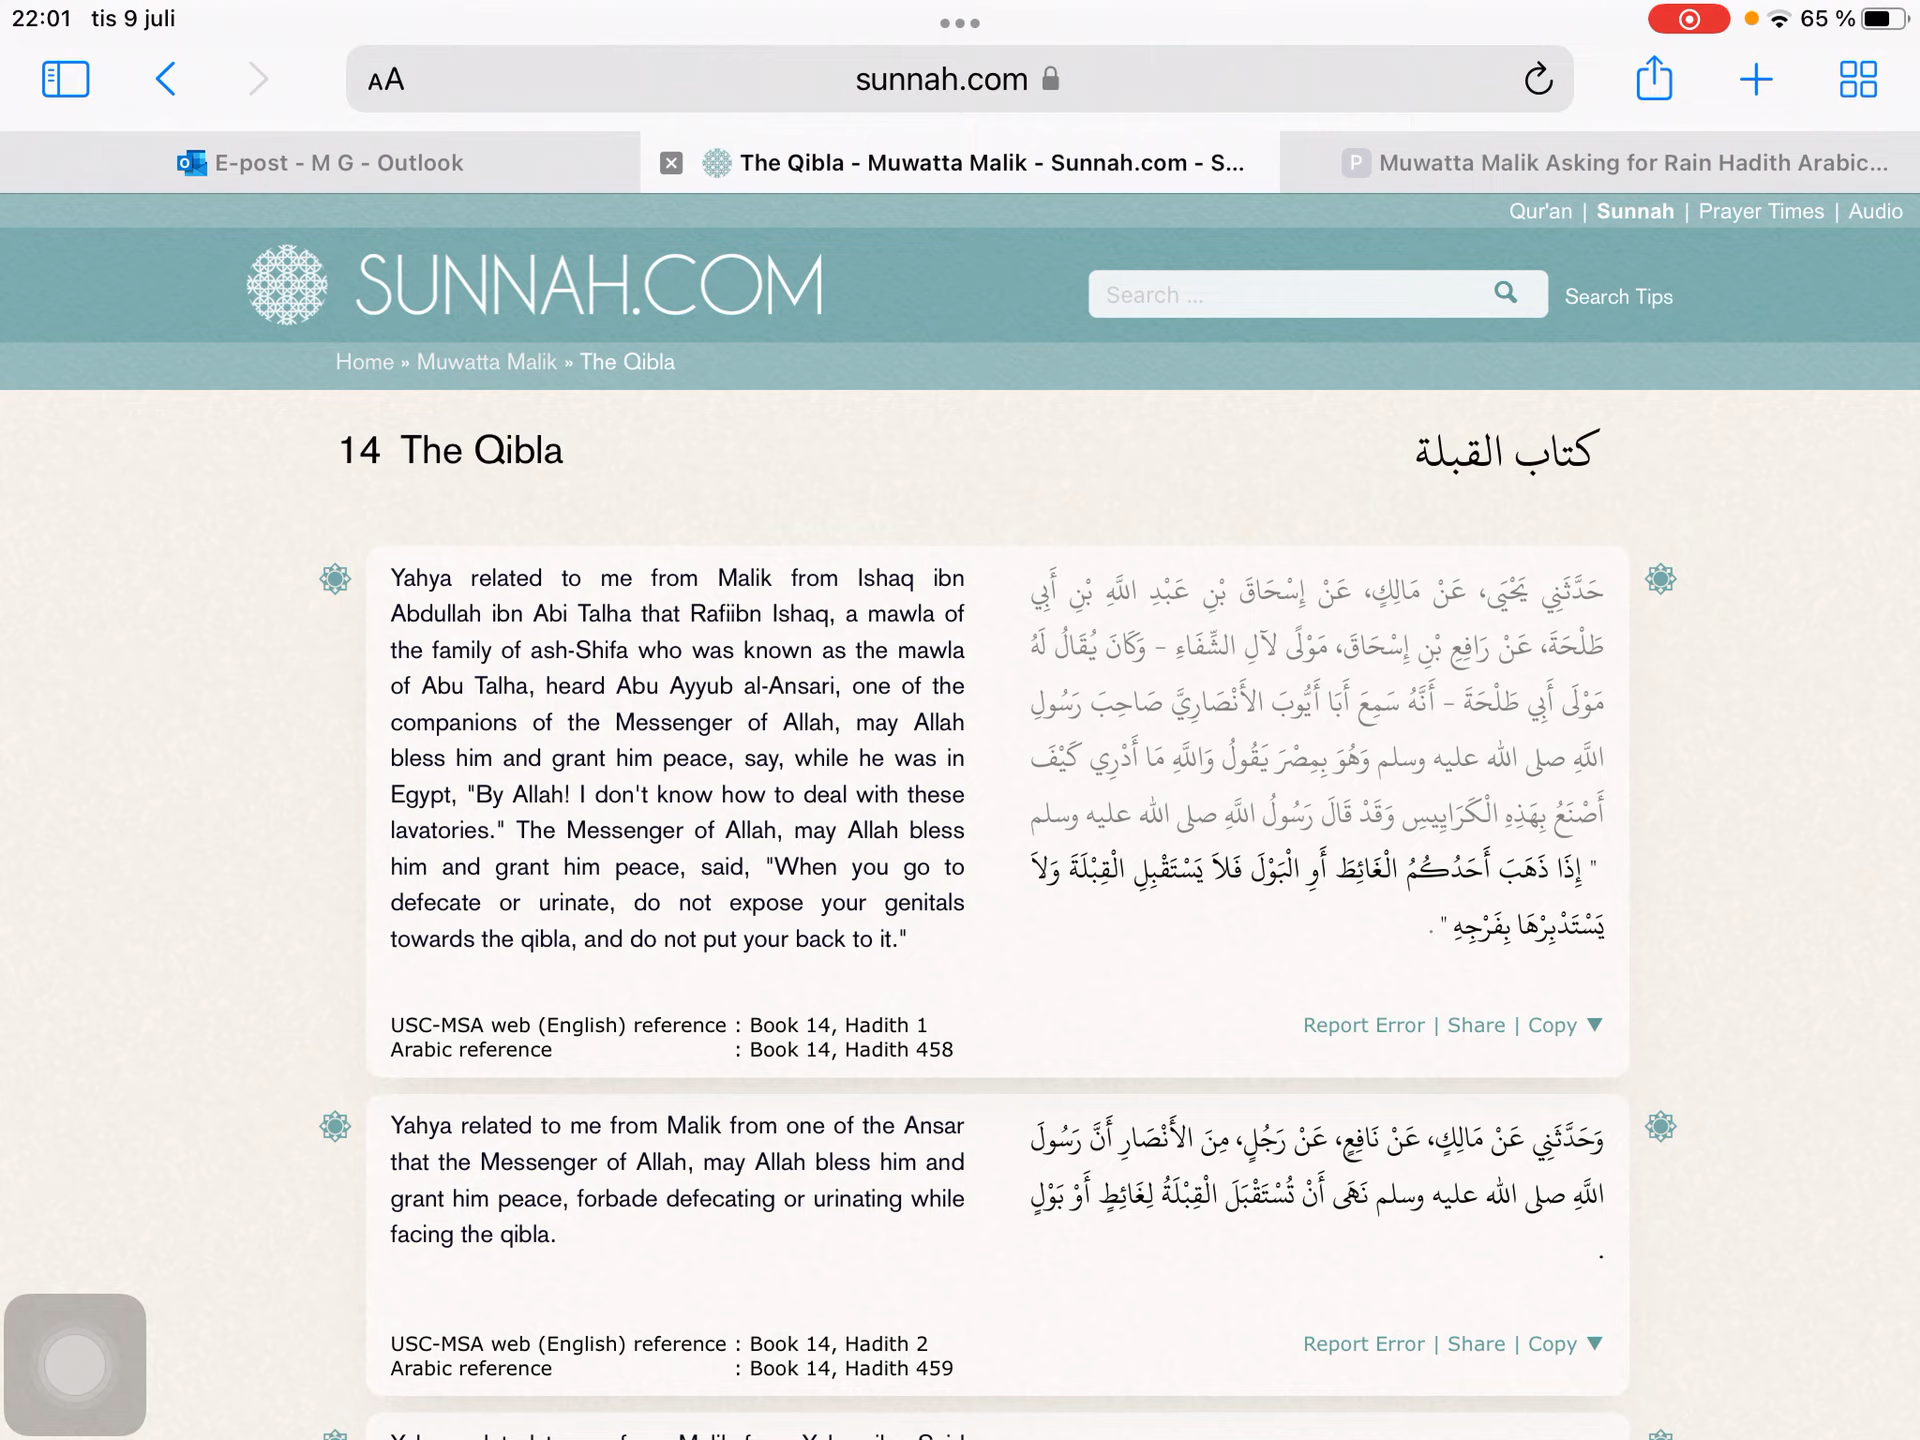 22:01 tis 9 juli
65 %
AA
sunnah.com
E-post - M G - Outlook
The Qibla - Muwatta Malik - Sunnah.com - S...
P Muwatta Malik Asking for Rain Hadith Arabic...
Qur'an | Sunnah | Prayer Times | Audio
SUNNAH.COM
Search ...
Search Tips
Home » Muwatta Malik » The Qibla
14 The Qibla
كتاب القبلة
Yahya related to me from Malik from Ishaq ibn
Abdullah ibn Abi Talha that Rafiibn Ishaq, a mawla of
the family of ash-Shifa who was known as the mawla
of Abu Talha, heard Abu Ayyub al-Ansari, one of the
companions of the Messenger of Allah, may Allah
bless him and grant him peace, say, while he was in
Egypt, "By Allah! I don't know how to deal with these
lavatories." The Messenger of Allah, may Allah bless
him and grant him peace, said, "When you go to
defecate or urinate, do not expose your genitals
towards the qibla, and do not put your back to it."
حَدَّثَنِي يَحْيَى، عَنْ مَالِكٍ، عَنْ إِسْحَاقَ بْنِ عَبْدِ اللَّهِ بْنِ أَبِي
طَلْحَةَ، عَنْ رَافِعِ بْنِ إِسْحَاقَ، مَوْلًى لآلِ الشِّفَاءِ - وَكَانَ يُقَالُ لَهُ
مَوْلَى أَبِي طَلْحَةَ - أَنَّهُ سَمِعَ أَبَا أَيُّوبَ الأَنْصَارِيَّ صَاحِبَ رَسُولِ
اللَّهِ صلى الله عليه وسلم وَهُوَ بِمِصْرَ يَقُولُ وَاللَّهِ مَا أَدْرِي كَيْفَ
أَصْنَعُ بِهَذِهِ الْكَرَايِيسِ وَقَدْ قَالَ رَسُولُ اللَّهِ صلى الله عليه وسلم
" إِذَا ذَهَبَ أَحَدُكُمُ الْغَائِطَ أَوِ الْبَوْلَ فَلاَ يَسْتَقْبِلِ الْقِبْلَةَ وَلاَ
يَسْتَدْبِرْهَا بِفَرْجِهِ " .
USC-MSA web (English) reference : Book 14, Hadith 1
Arabic reference : Book 14, Hadith 458
Report Error | Share | Copy ▼
Yahya related to me from Malik from one of the Ansar
that the Messenger of Allah, may Allah bless him and
grant him peace, forbade defecating or urinating while
facing the qibla.
وَحَدَّثَنِي عَنْ مَالِكٍ، عَنْ نَافِعٍ، عَنْ رَجُلٍ، مِنَ الأَنْصَارِ أَنَّ رَسُولَ
اللَّهِ صلى الله عليه وسلم نَهَى أَنْ تُسْتَقْبَلَ الْقِبْلَةُ لِغَائِطٍ أَوْ بَوْلٍ
.
USC-MSA web (English) reference : Book 14, Hadith 2
Arabic reference : Book 14, Hadith 459
Report Error | Share | Copy ▼